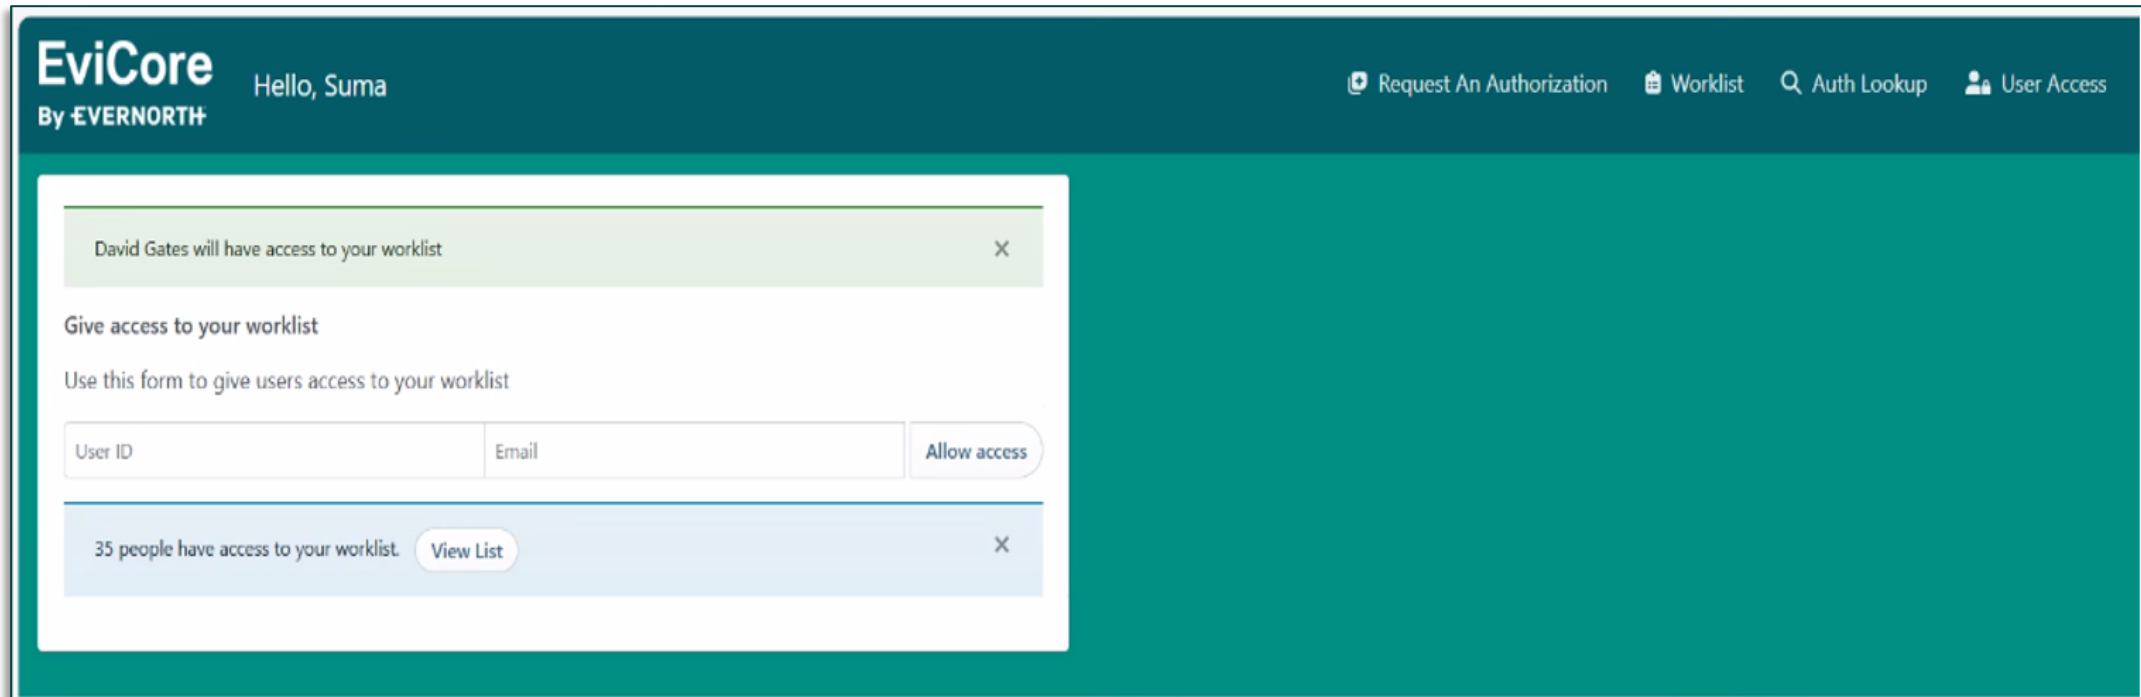 EviCore
By EVERNORTH
Hello, Suma
Request An Authorization
Worklist
Auth Lookup
User Access
David Gates will have access to your worklist
Give access to your worklist
Use this form to give users access to your worklist
User ID
Email
Allow access
35 people have access to your worklist.
View List